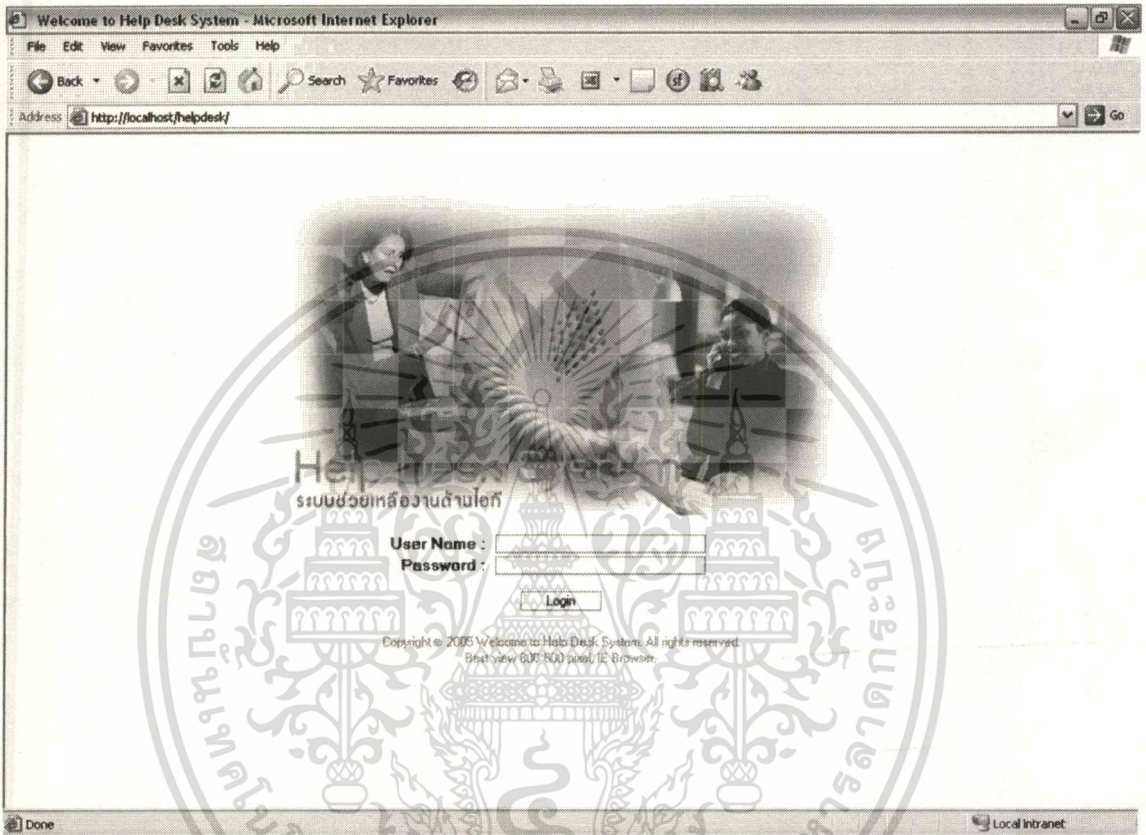 Welcome to Help Desk System - Microsoft Internet Explorer
File Edit View Favorites Tools Help
Back Search Favorites
Address http://localhost/helpdesk/ Go
Help Desk System
ระบบช่วยเหลืองานด้านไอที
User Name :
Password :
Login
Copyright © 2005 Welcome to Help Desk System. All rights reserved.
Best view 800*600 pixel, IE Browser.
Done Local intranet